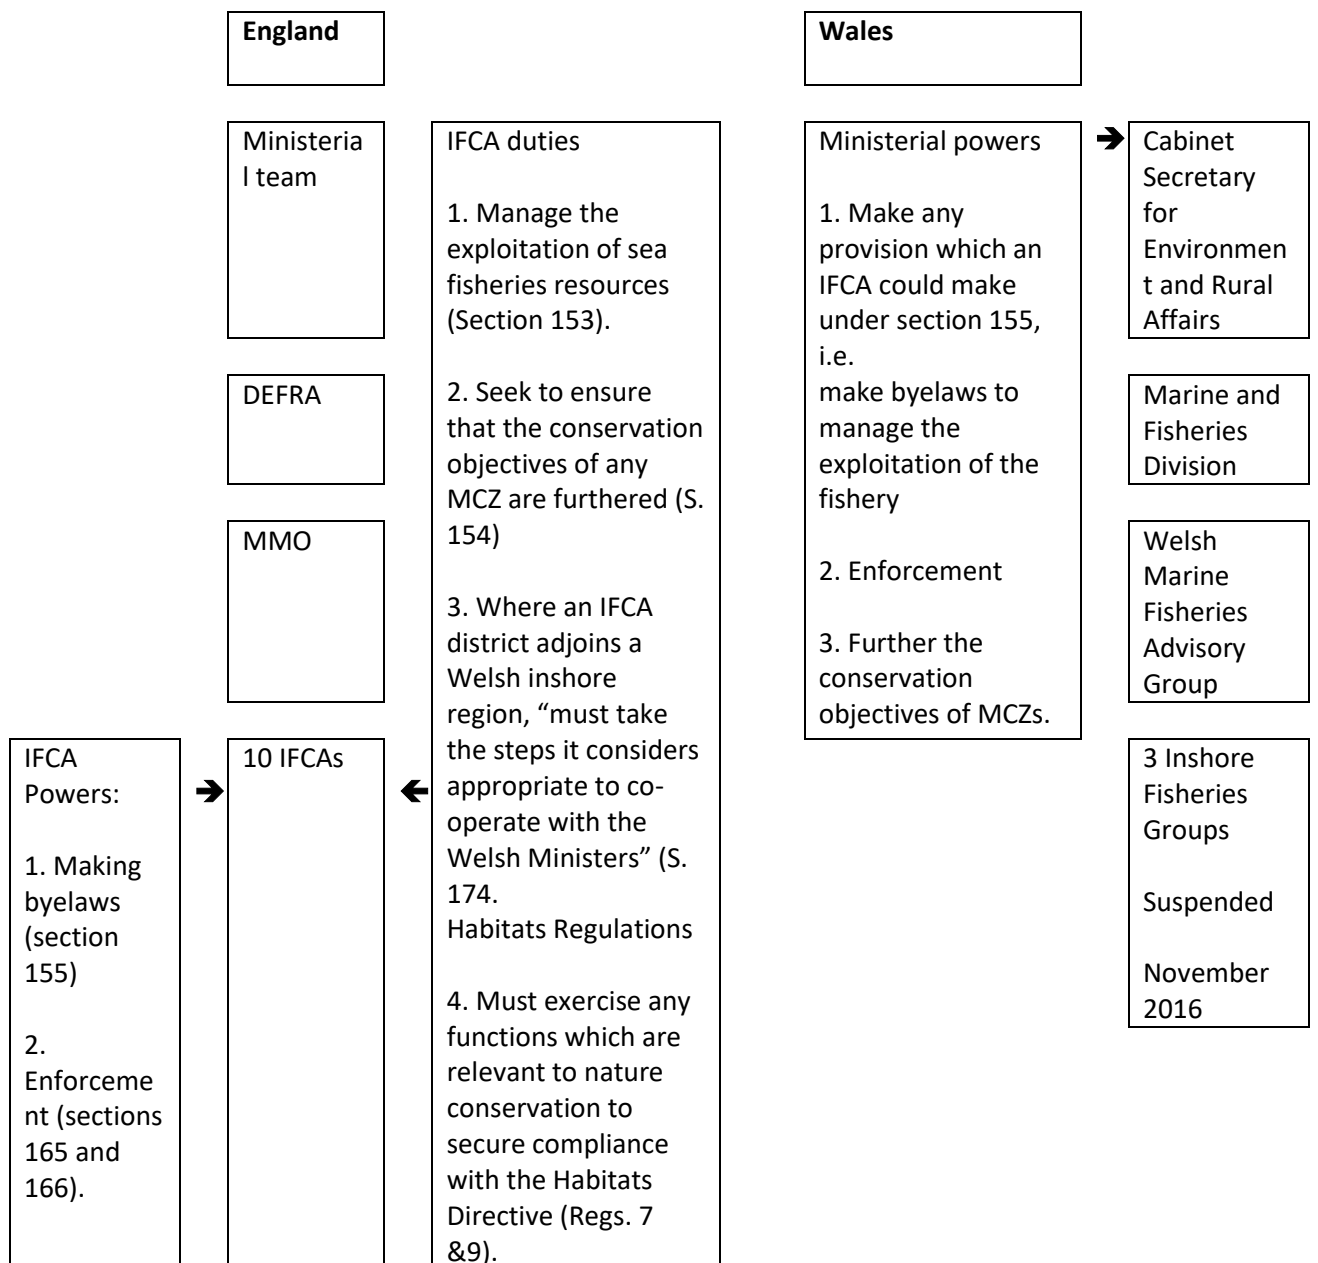 England
Ministeria
l team
DEFRA
MMO
IFCA
Powers:
1. Making
byelaws
(section
155)
2.
Enforceme
nt (sections
165 and
166).
➔
10 IFCAs
🡸
IFCA duties
1. Manage the
exploitation of sea
fisheries resources
(Section 153).
2. Seek to ensure
that the conservation
objectives of any
MCZ are furthered (S.
154)
3. Where an IFCA
district adjoins a
Welsh inshore
region, “must take
the steps it considers
appropriate to co-
operate with the
Welsh Ministers” (S.
174.
Habitats Regulations
4. Must exercise any
functions which are
relevant to nature
conservation to
secure compliance
with the Habitats
Directive (Regs. 7
&9).
Wales
Ministerial powers
1. Make any
provision which an
IFCA could make
under section 155,
i.e.
make byelaws to
manage the
exploitation of the
fishery
2. Enforcement
3. Further the
conservation
objectives of MCZs.
➔
Cabinet
Secretary
for
Environmen
t and Rural
Affairs
Marine and
Fisheries
Division
Welsh
Marine
Fisheries
Advisory
Group
3 Inshore
Fisheries
Groups
Suspended
November
2016